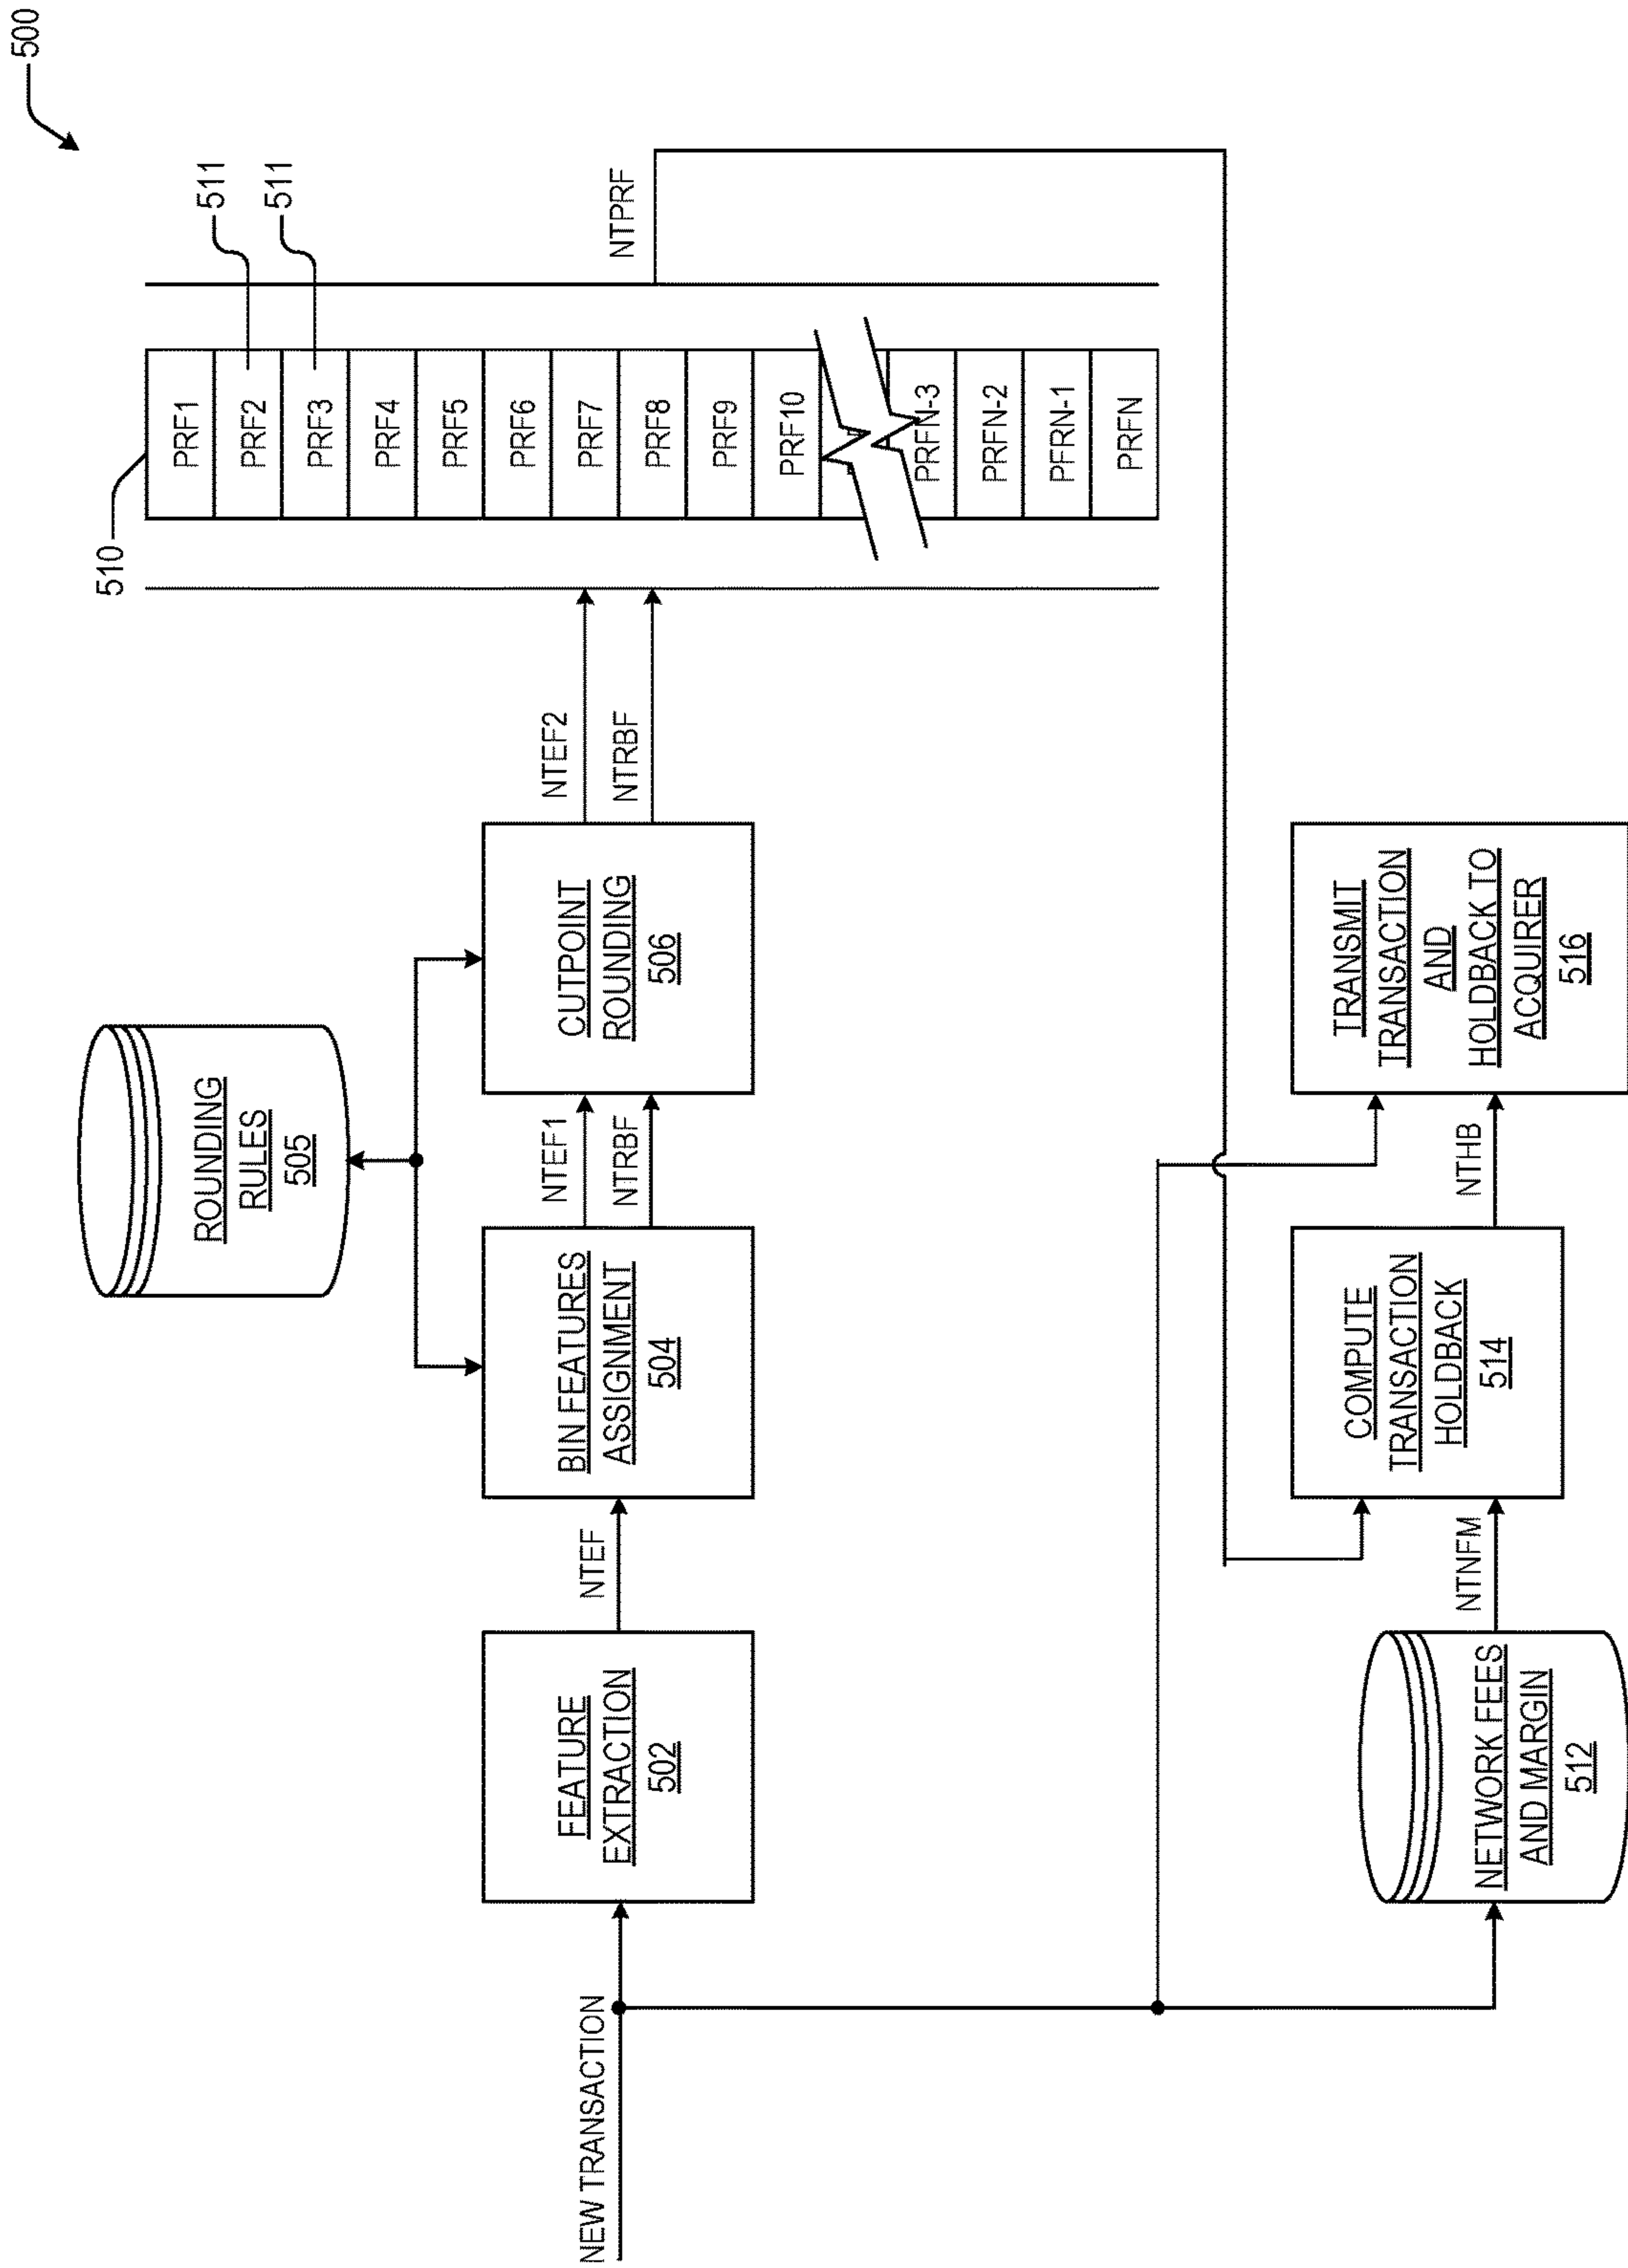 500
NEW TRANSACTION
FEATURE
EXTRACTION
502
NTEF
BIN FEATURES
ASSIGNMENT
504
ROUNDING
RULES
505
NTEF1
NTRBF
CUTPOINT
ROUNDING
506
NTEF2
NTRBF
510
PRF1
PRF2
PRF3
PRF4
PRF5
PRF6
PRF7
PRF8
PRF9
PRF10
PRFN-3
PRFN-2
PFRN-1
PRFN
511
511
NTPRF
NETWORK FEES
AND MARGIN
512
NTNFM
COMPUTE
TRANSACTION
HOLDBACK
514
NTHB
TRANSMIT
TRANSACTION
AND
HOLDBACK TO
ACQUIRER
516